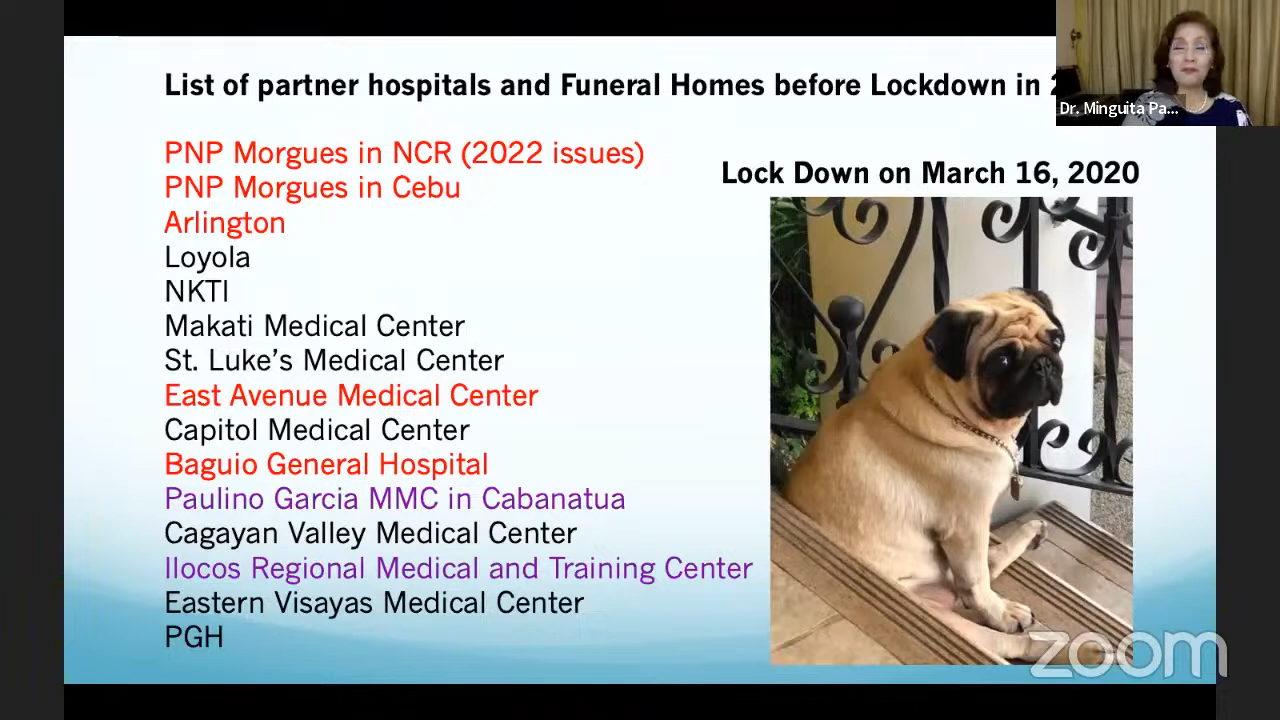 List of partner hospitals and Funeral Homes before Lockdown in
Dr. Minguita Pa...
PNP Morgues in NCR (2022 issues)
PNP Morgues in Cebu
Arlington
Loyola
NKTI
Makati Medical Center
St. Luke's Medical Center
East Avenue Medical Center
Capitol Medical Center
Baguio General Hospital
Paulino Garcia MMC in Cabanatua
Cagayan Valley Medical Center
Ilocos Regional Medical and Training Center
Eastern Visayas Medical Center
PGH
Lock Down on March 16, 2020
zoom